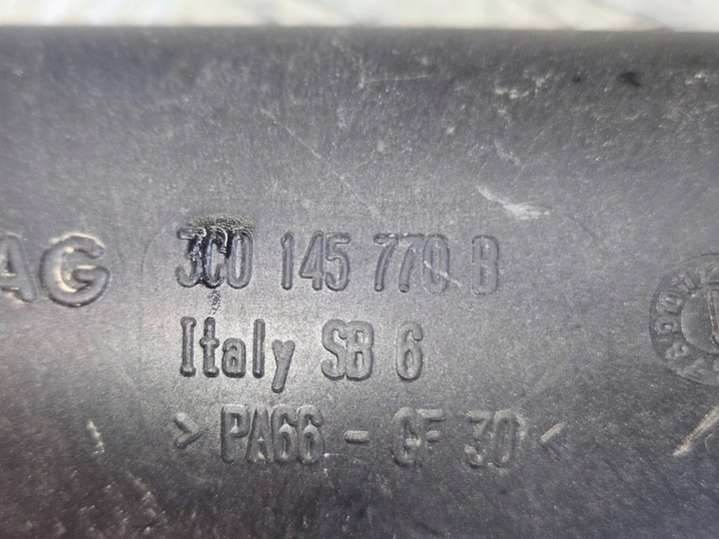 AG 3C0 145 770 B
Italy SB 6
> PA66 - GF 30 <